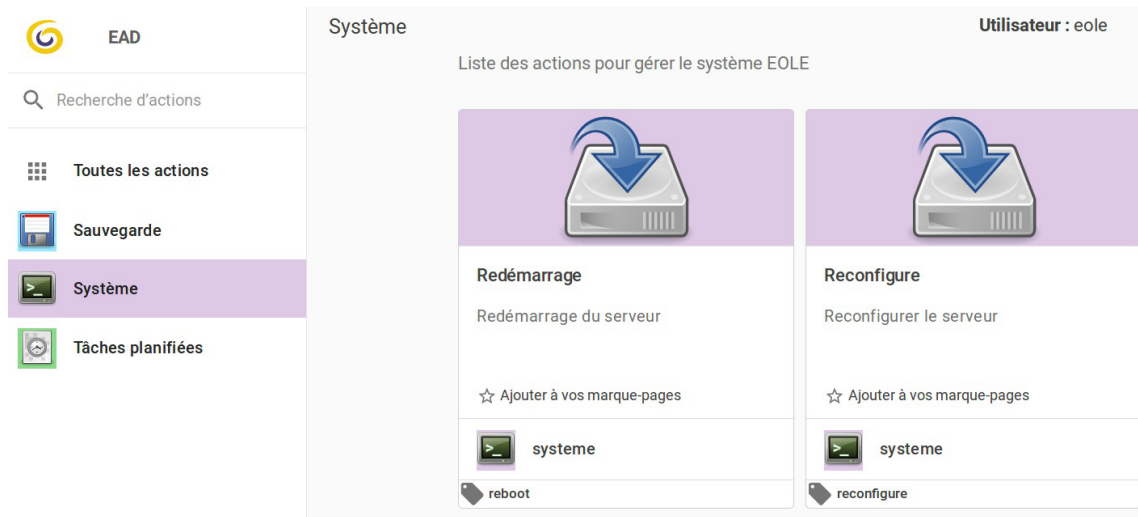 EAD
Recherche d'actions
Toutes les actions
Sauvegarde
Système
Tâches planifiées
Système
Utilisateur : eole
Liste des actions pour gérer le système EOLE
Redémarrage
Redémarrage du serveur
Ajouter à vos marque-pages
systeme
reboot
Reconfigure
Reconfigurer le serveur
Ajouter à vos marque-pages
systeme
reconfigure